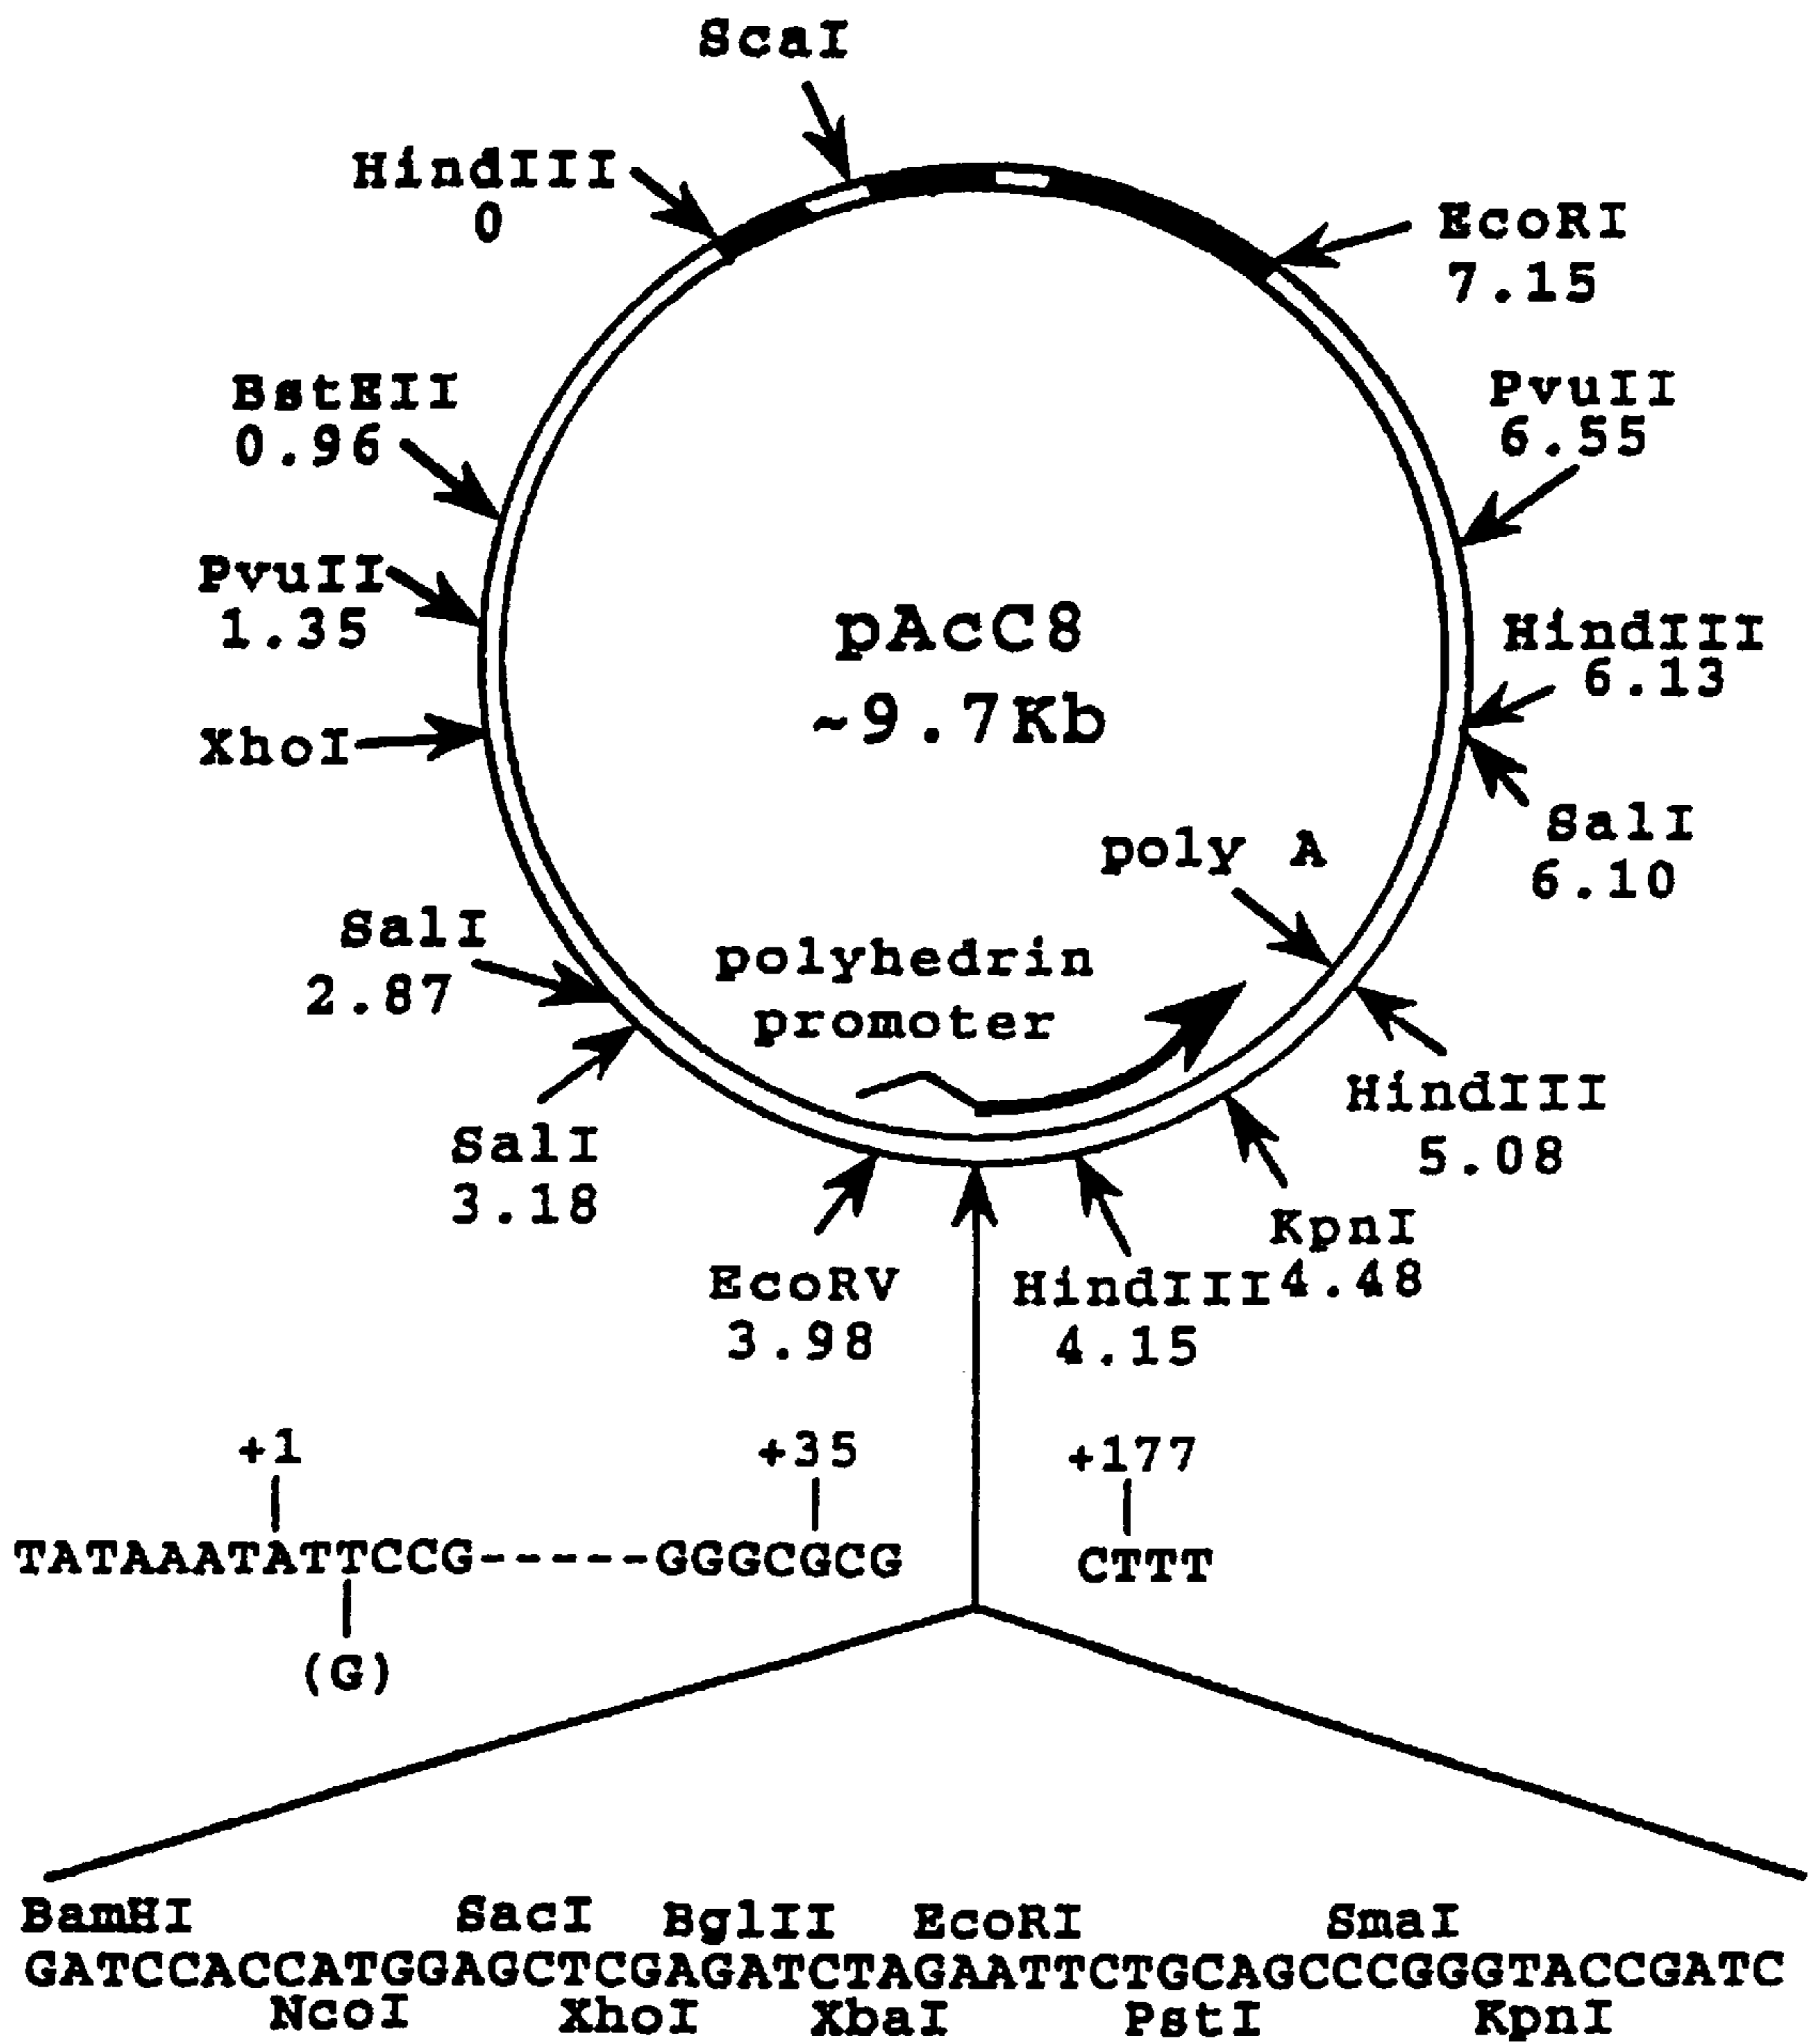 ScaI
HindIII
0
EcoRI
7.15
BstEII
0.96
PvuII
6.55
PvuII
1.35
pAcC8
~9.7Kb
HindIII
6.13
XhoI
SalI
6.10
poly A
SalI
2.87
polyhedrin
promoter
HindIII
5.08
SalI
3.18
KpnI
4.48
EcoRV
3.98
HindIII
4.15
+1
+35
+177
TATAAATATTCCG-----GGGCGCG
CTTT
(G)
BamHI SacI BglII EcoRI SmaI
GATCCACCATGGAGCTCGAGATCTAGAATTCTGCAGCCCGGGTACCGATC
NcoI XhoI XbaI PstI KpnI